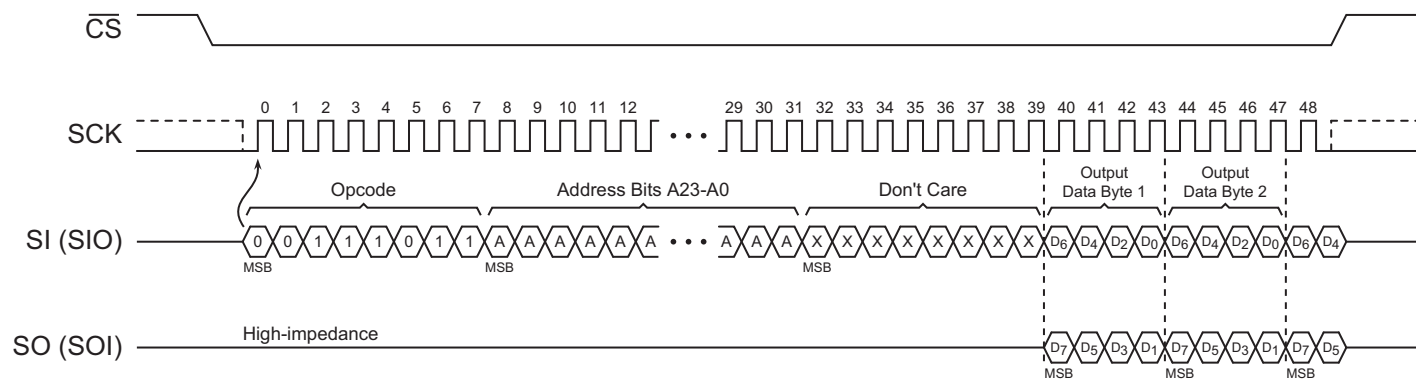 CS
0 1 2 3 4 5 6 7 8 9 10 11 12 29 30 31 32 33 34 35 36 37 38 39 40 41 42 43 44 45 46 47 48
SCK
Opcode Address Bits A23-A0 Don't Care Output Data Byte 1 Output Data Byte 2
SI (SIO) 0 0 1 1 1 0 1 1 A A A A A A A A A X X X X X X X X D6 D4 D2 D0 D6 D4 D2 D0 D6 D4
MSB MSB MSB
High-impedance
SO (SOI) D7 D5 D3 D1 D7 D5 D3 D1 D7 D5
MSB MSB MSB